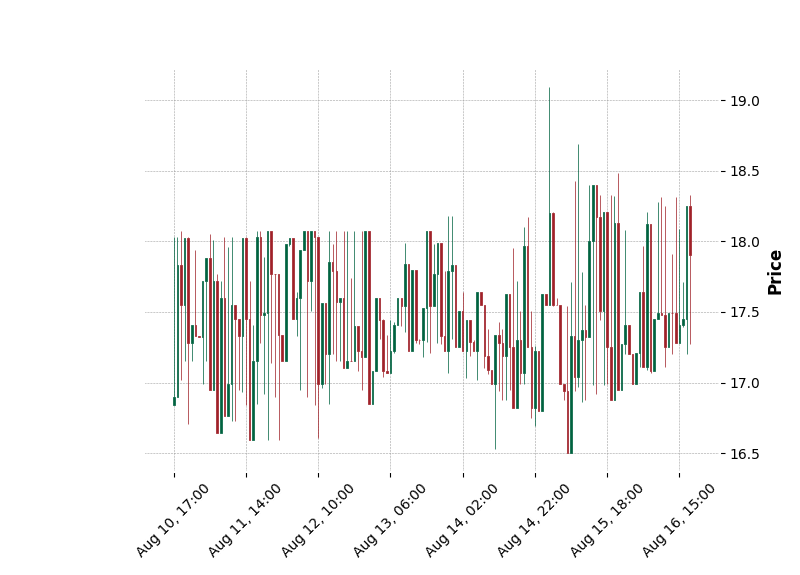 19.0
18.5
18.0
17.5
17.0
16.5
Price
Aug 10, 17:00
Aug 11, 14:00
Aug 12, 10:00
Aug 13, 06:00
Aug 14, 02:00
Aug 14, 22:00
Aug 15, 18:00
Aug 16, 15:00